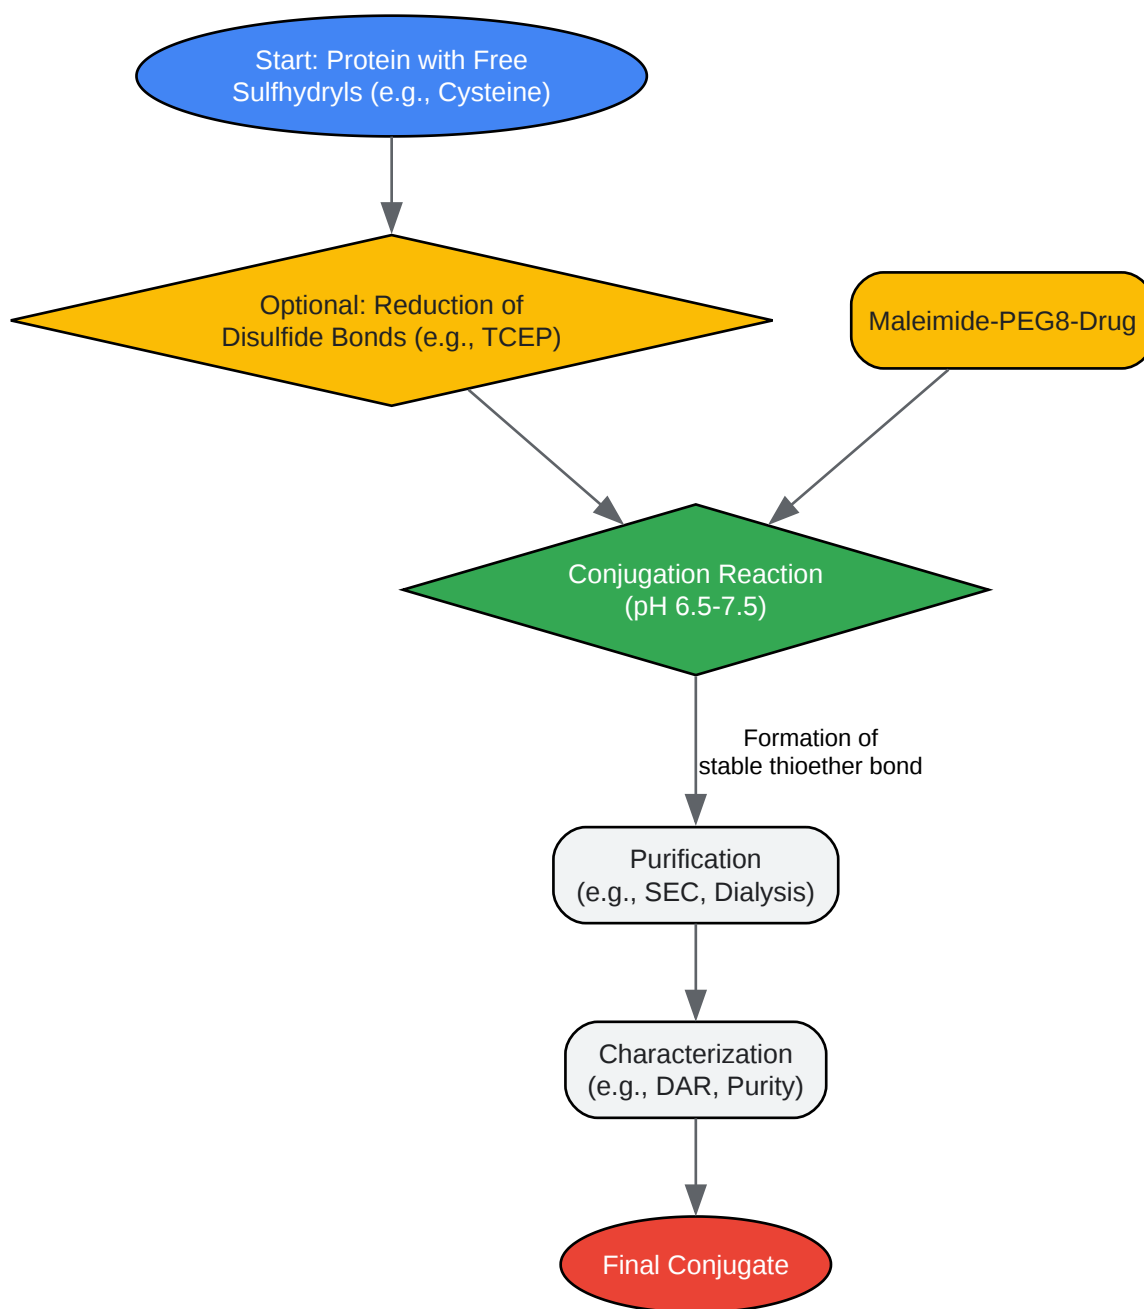 Start: Protein with Free
Sulfhydryls (e.g., Cysteine)
Optional: Reduction of
Disulfide Bonds (e.g., TCEP)
Maleimide-PEG8-Drug
Conjugation Reaction
(pH 6.5-7.5)
Formation of
stable thioether bond
Purification
(e.g., SEC, Dialysis)
Characterization
(e.g., DAR, Purity)
Final Conjugate